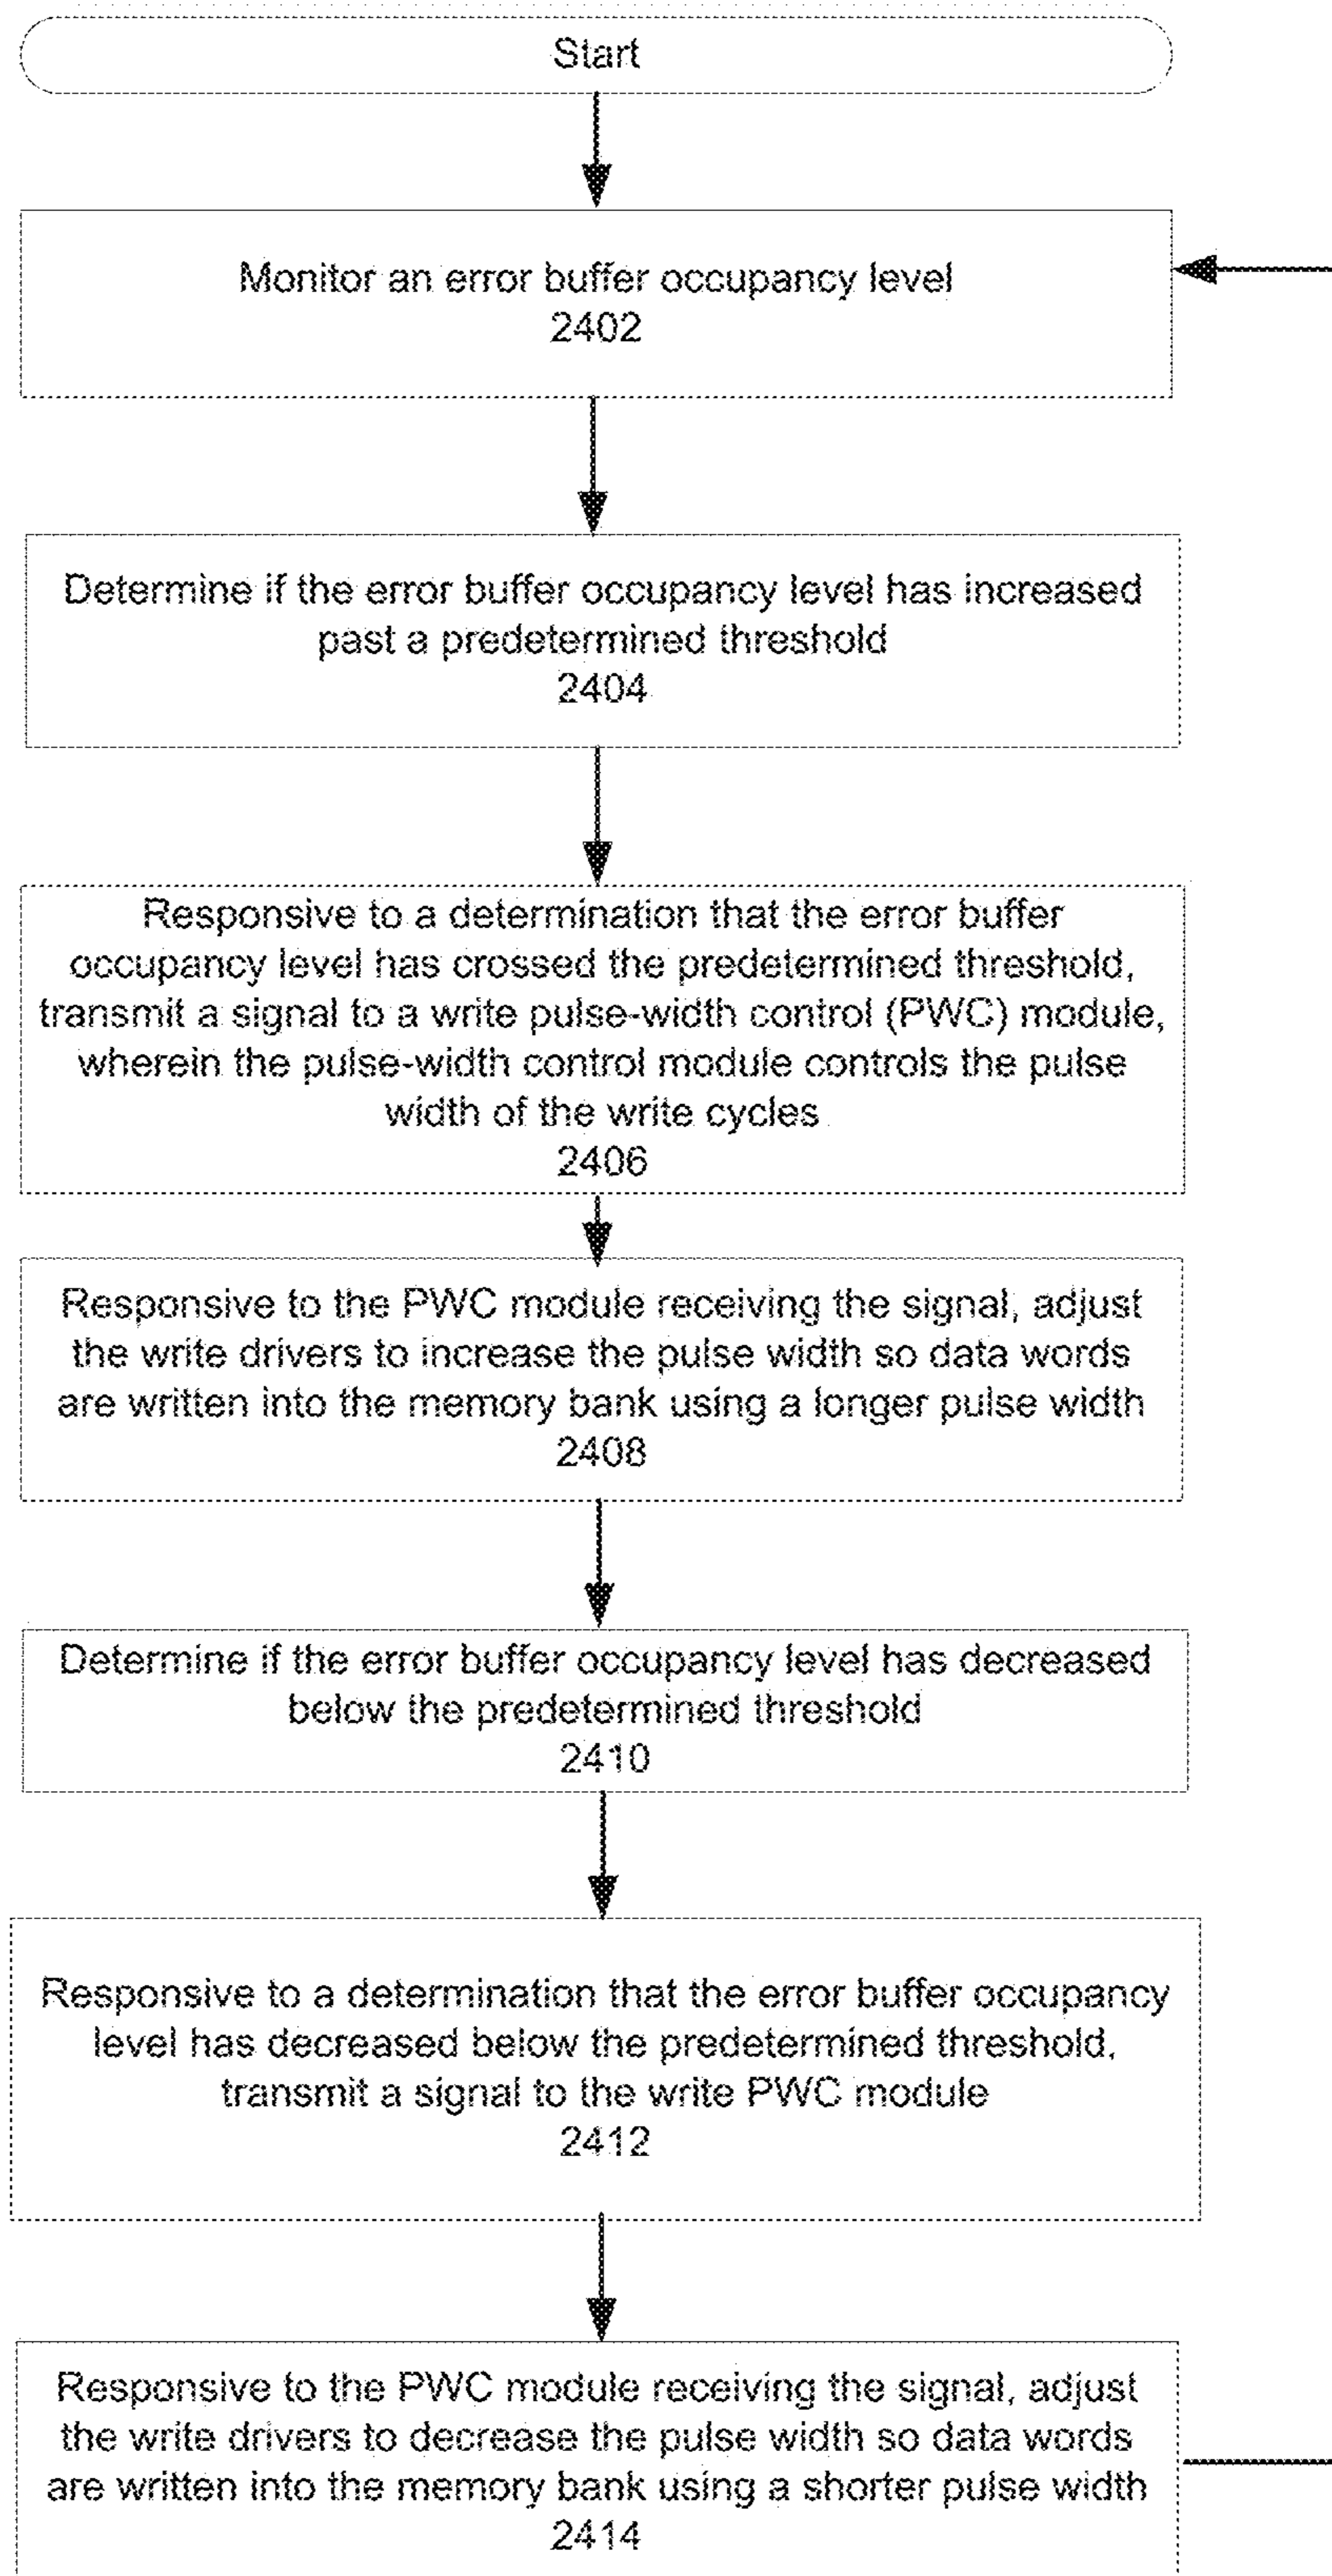 Start
Monitor an error buffer occupancy level
2402
Determine if the error buffer occupancy level has increased
past a predetermined threshold
2404
Responsive to a determination that the error buffer
occupancy level has crossed the predetermined threshold,
transmit a signal to a write pulse-width control (PWC) module,
wherein the pulse-width control module controls the pulse
width of the write cycles
2406
Responsive to the PWC module receiving the signal, adjust
the write drivers to increase the pulse width so data words
are written into the memory bank using a longer pulse width
2408
Determine if the error buffer occupancy level has decreased
below the predetermined threshold
2410
Responsive to a determination that the error buffer occupancy
level has decreased below the predetermined threshold,
transmit a signal to the write PWC module
2412
Responsive to the PWC module receiving the signal, adjust
the write drivers to decrease the pulse width so data words
are written into the memory bank using a shorter pulse width
2414